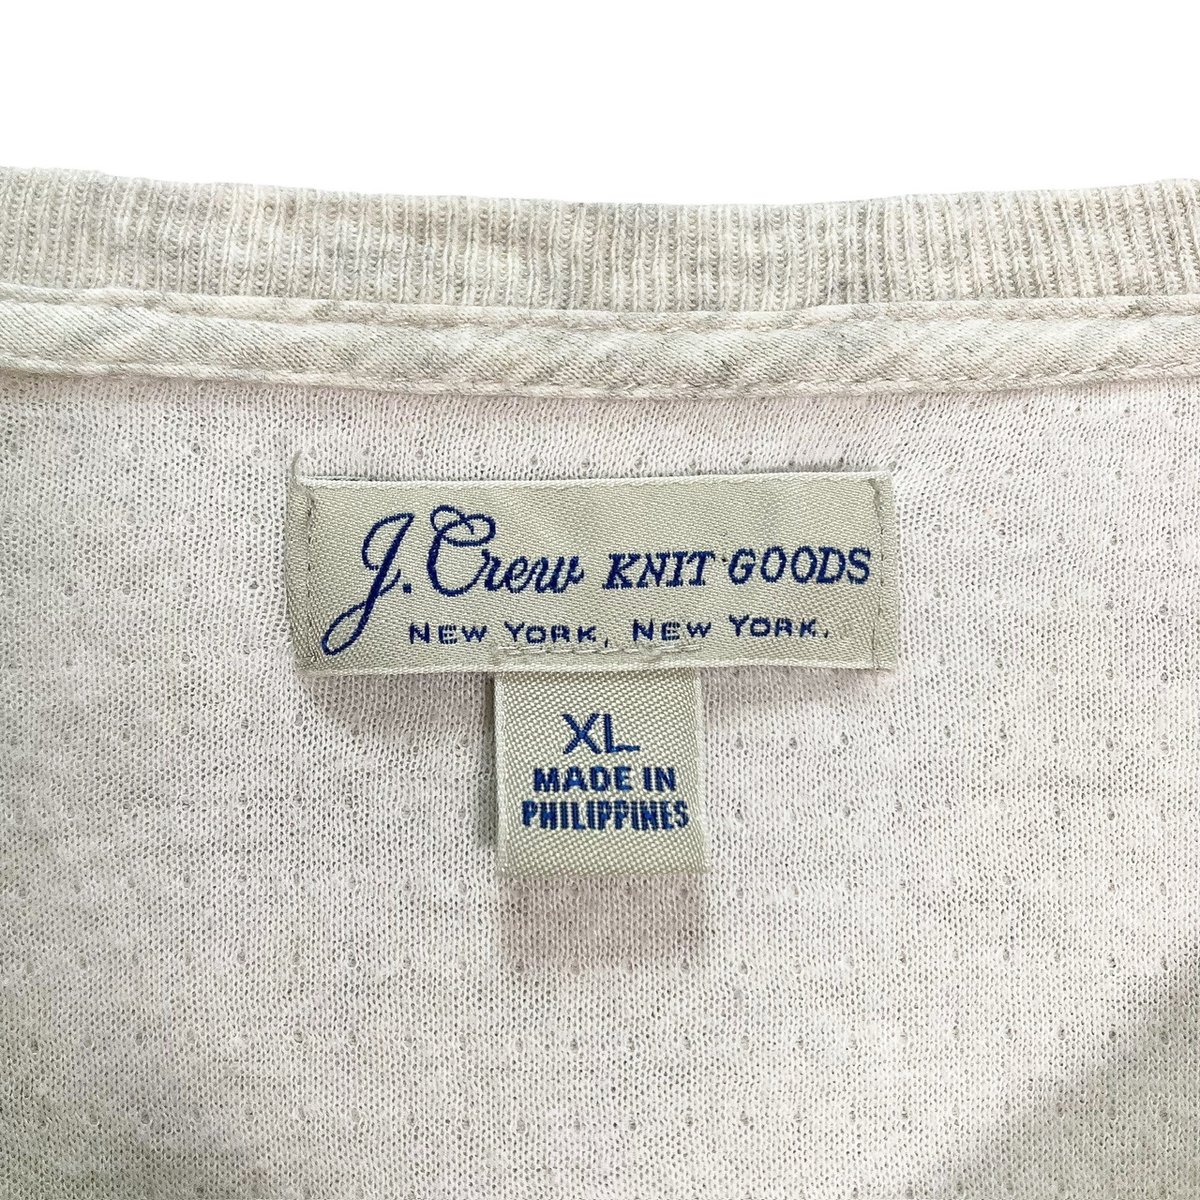 J.Crew KNIT GOODS
NEW YORK, NEW YORK.
XL
MADE IN
PHILIPPINES